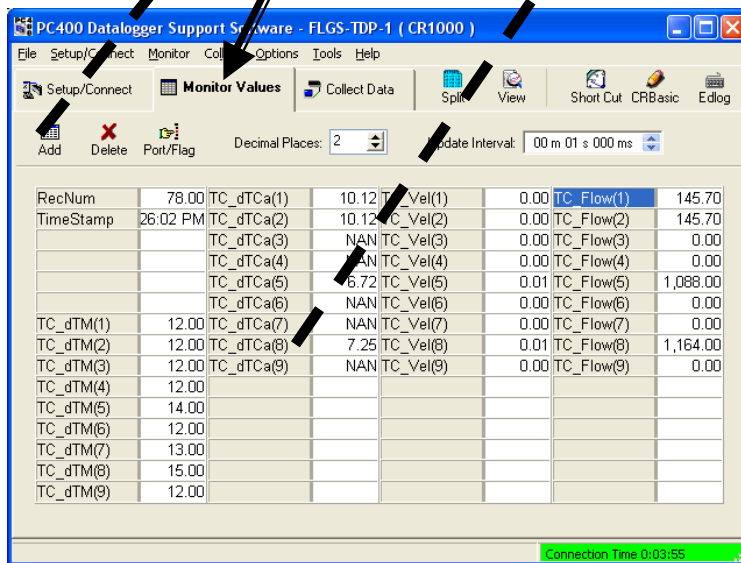 PC400 Datalogger Support Software - FLGS-TDP-1 ( CR1000 )
File Setup/Connect Monitor Collect Options Tools Help
Setup/Connect Monitor Values Collect Data Split View Short Cut CRBasic Edlog
Add Delete Port/Flag Decimal Places: 2 Update Interval: 00 m 01 s 000 ms
RecNum 78.00 TC_dTCa(1) 10.12 TC_Vel(1) 0.00 TC_Flow(1) 145.70
TimeStamp 26:02 PM TC_dTCa(2) 10.12 TC_Vel(2) 0.00 TC_Flow(2) 145.70
TC_dTCa(3) NAN TC_Vel(3) 0.00 TC_Flow(3) 0.00
TC_dTCa(4) NAN TC_Vel(4) 0.00 TC_Flow(4) 0.00
TC_dTCa(5) 6.72 TC_Vel(5) 0.01 TC_Flow(5) 1,088.00
TC_dTCa(6) NAN TC_Vel(6) 0.00 TC_Flow(6) 0.00
TC_dTM(1) 12.00 TC_dTCa(7) NAN TC_Vel(7) 0.00 TC_Flow(7) 0.00
TC_dTM(2) 12.00 TC_dTCa(8) 7.25 TC_Vel(8) 0.01 TC_Flow(8) 1,164.00
TC_dTM(3) 12.00 TC_dTCa(9) NAN TC_Vel(9) 0.00 TC_Flow(9) 0.00
TC_dTM(4) 12.00
TC_dTM(5) 14.00
TC_dTM(6) 12.00
TC_dTM(7) 13.00
TC_dTM(8) 15.00
TC_dTM(9) 12.00
Connection Time 0:03:55